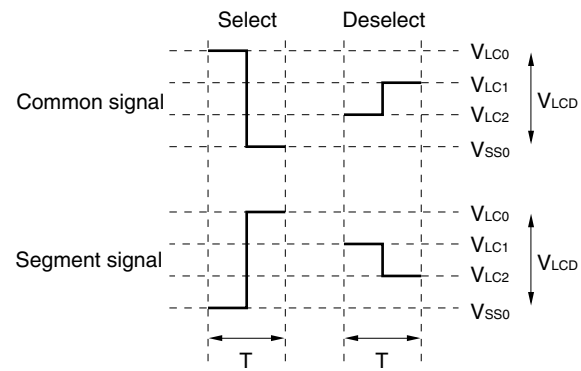 Select Deselect
VLC0
VLC1
Common signal VLCD
VLC2
VSS0
VLC0
VLC1
Segment signal VLCD
VLC2
VSS0
T T